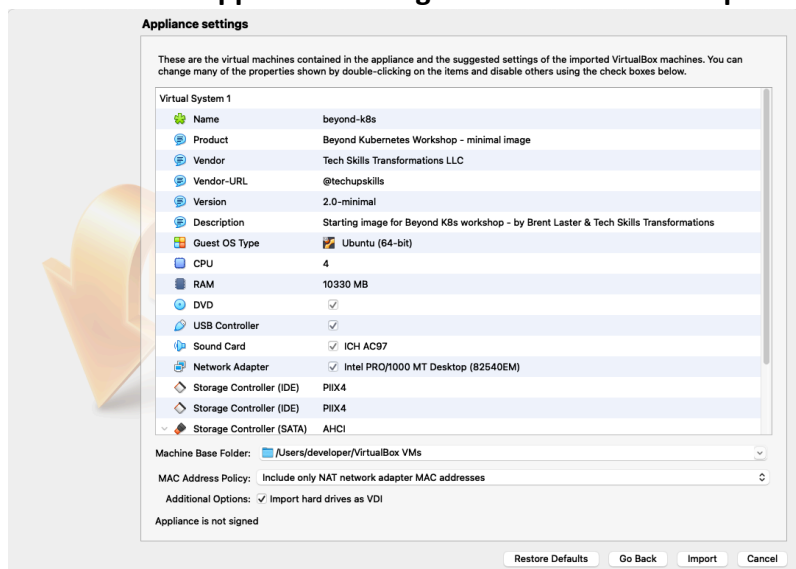 Appliance settings
These are the virtual machines contained in the appliance and the suggested settings of the imported VirtualBox machines. You can
change many of the properties shown by double-clicking on the items and disable others using the check boxes below.
Virtual System 1
Name beyond-k8s
Product Beyond Kubernetes Workshop - minimal image
Vendor Tech Skills Transformations LLC
Vendor-URL @techupskills
Version 2.0-minimal
Description Starting image for Beyond K8s workshop - by Brent Laster & Tech Skills Transformations
Guest OS Type Ubuntu (64-bit)
CPU 4
RAM 10330 MB
DVD
USB Controller
Sound Card ICH AC97
Network Adapter Intel PRO/1000 MT Desktop (82540EM)
Storage Controller (IDE) PIIX4
Storage Controller (IDE) PIIX4
Storage Controller (SATA) AHCI
Machine Base Folder: /Users/developer/VirtualBox VMs
MAC Address Policy: Include only NAT network adapter MAC addresses
Additional Options: Import hard drives as VDI
Appliance is not signed
Restore Defaults Go Back Import Cancel